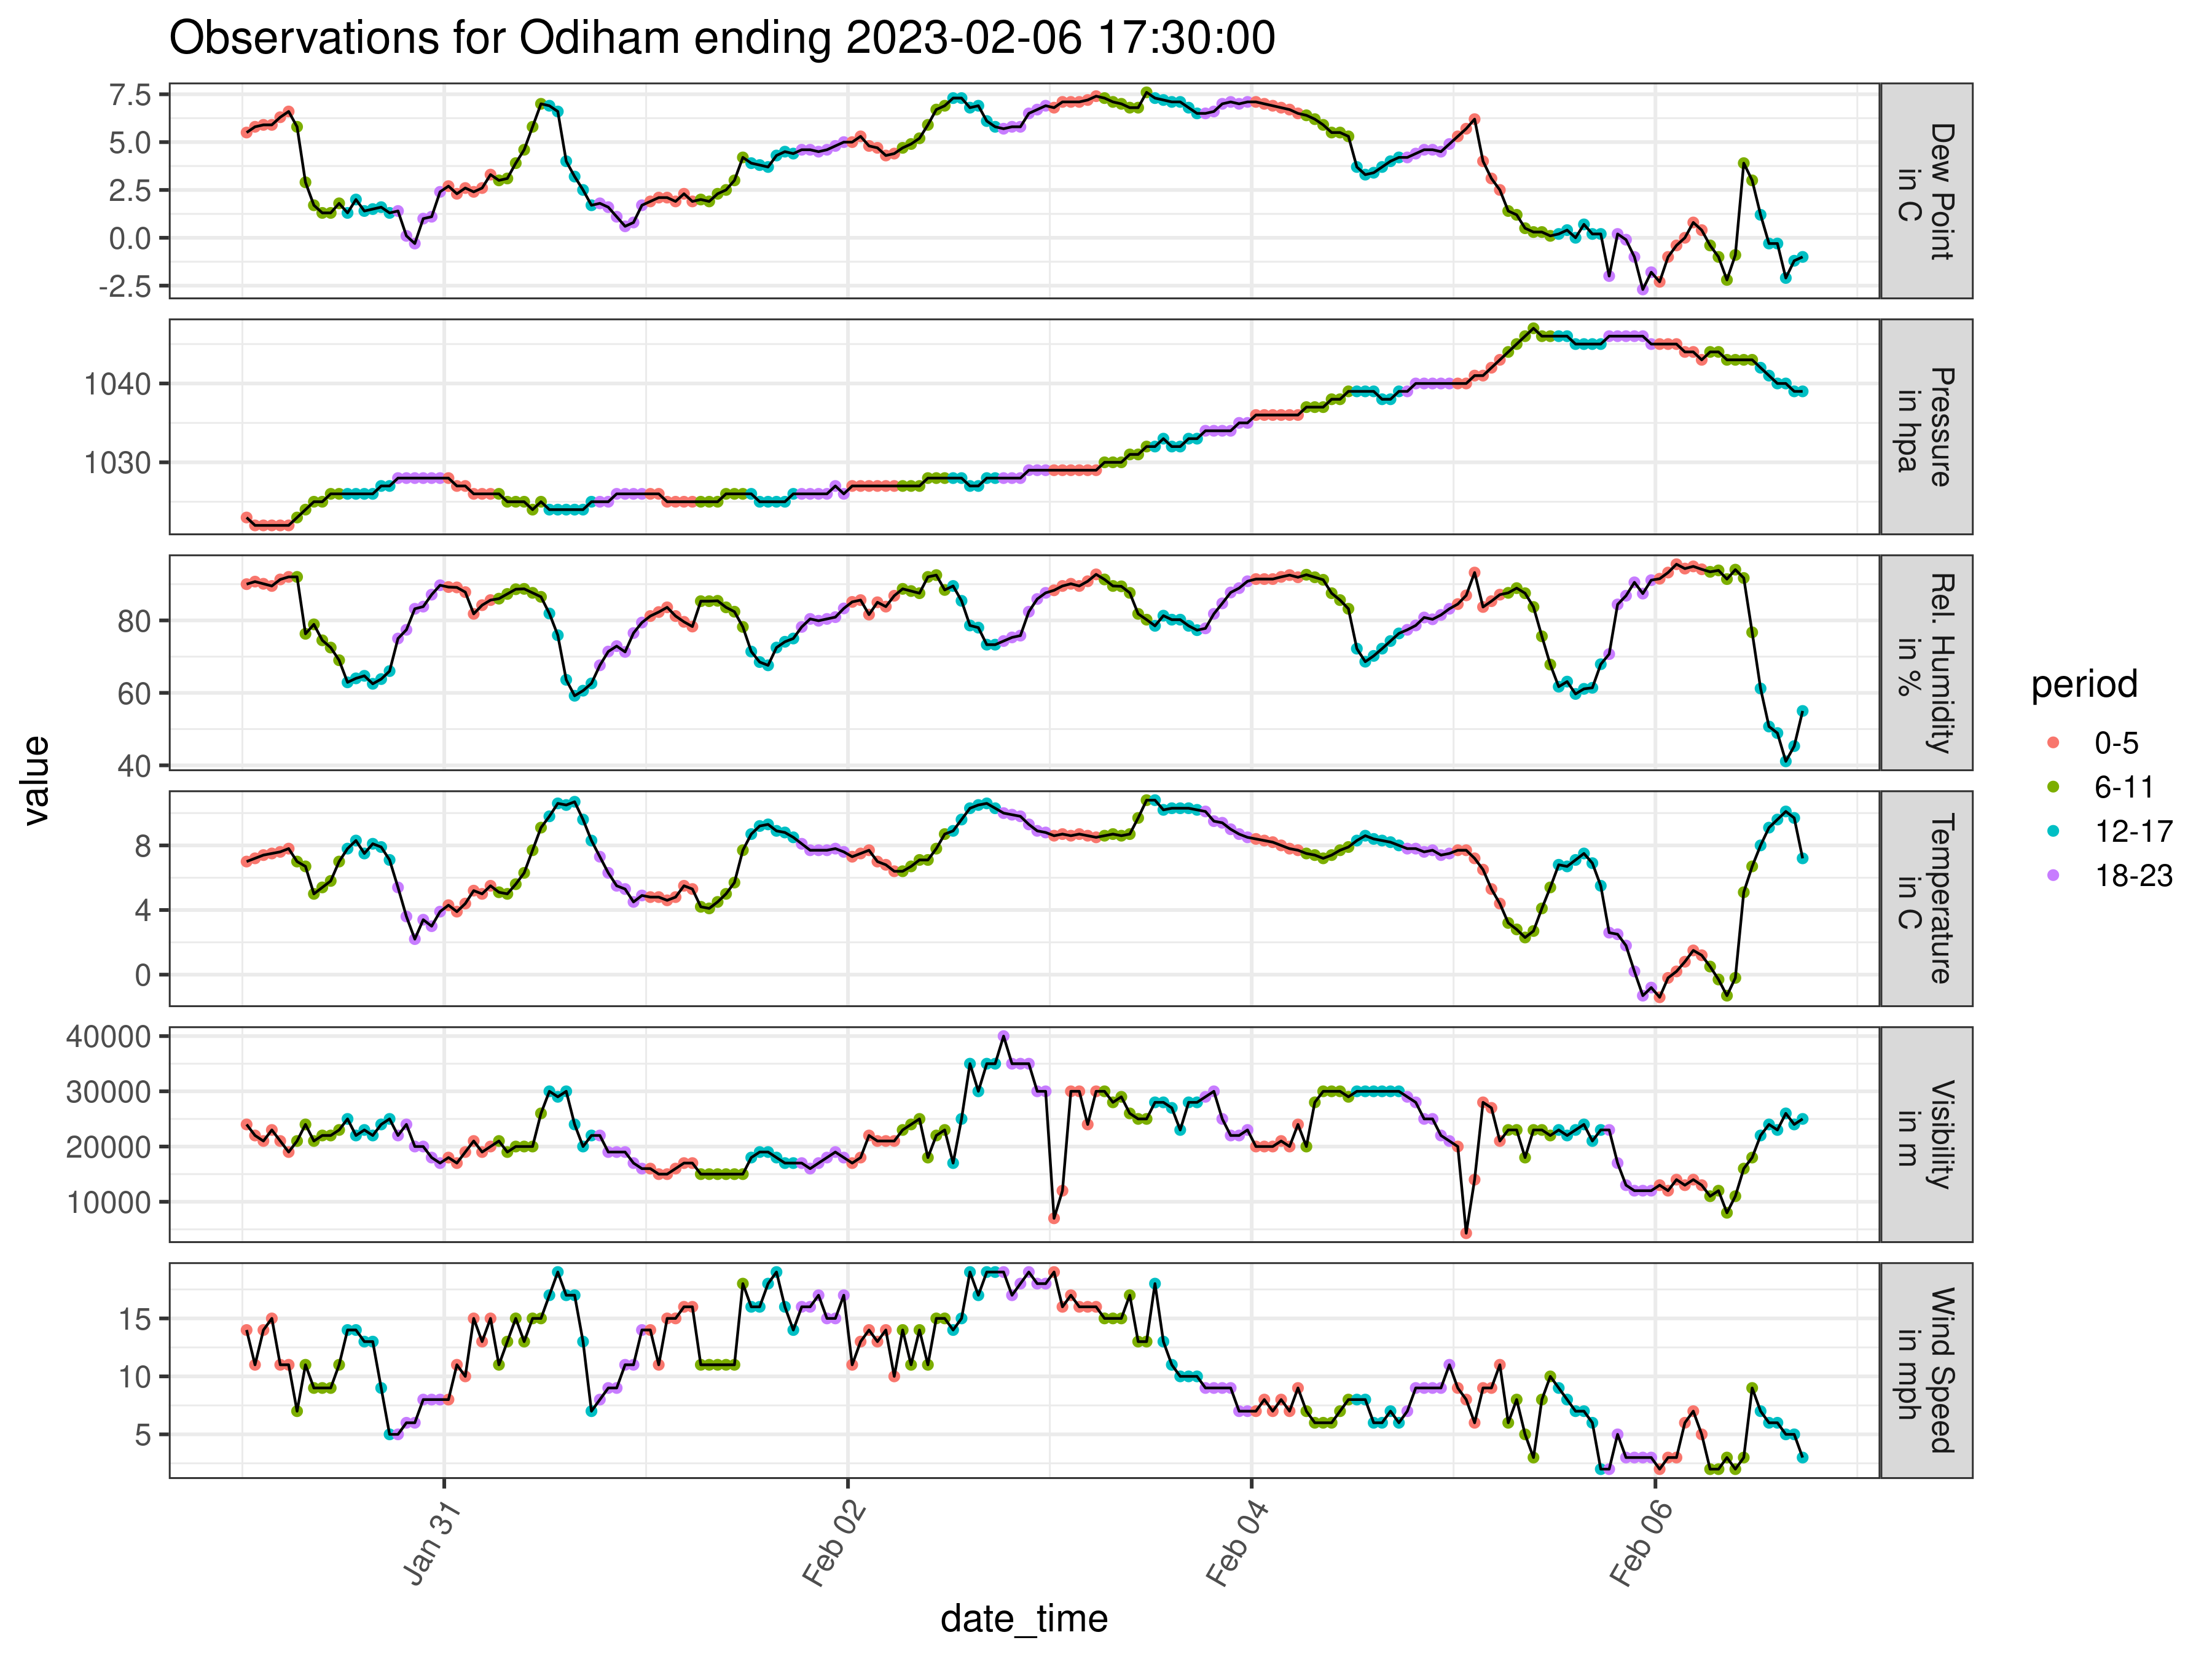 Observations for Odiham ending 2023-02-06 17:30:00
7.5
5.0
2.5
0.0
-2.5
Dew Point
in C
1040
1030
Pressure
in hpa
80
60
40
Rel. Humidity
in %
8
4
0
Temperature
in C
40000
30000
20000
10000
Visibility
in m
15
10
5
Wind Speed
in mph
value
Jan 31
Feb 02
Feb 04
Feb 06
date_time
period
0-5
6-11
12-17
18-23